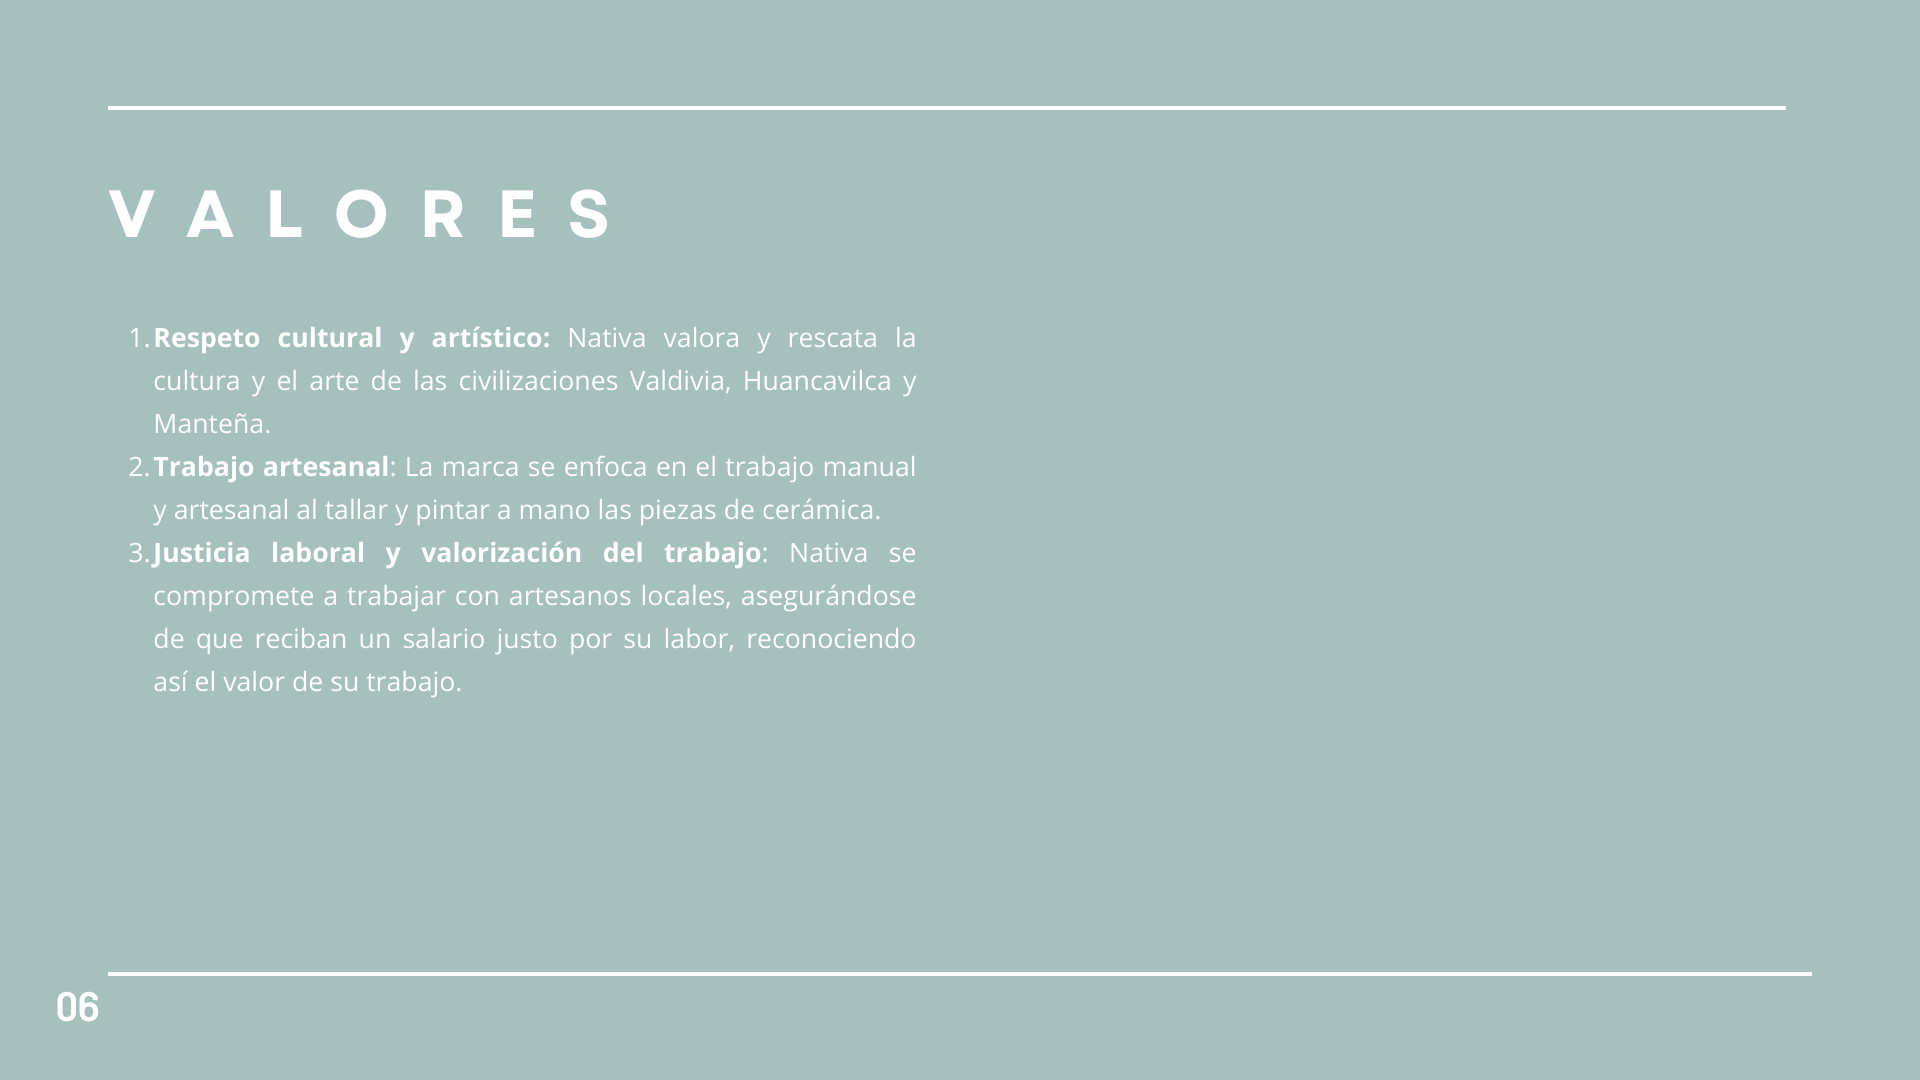 VALORES
1. Respeto cultural y artístico: Nativa valora y rescata la
cultura y el arte de las civilizaciones Valdivia, Huancavilca y
Manteña.
2. Trabajo artesanal: La marca se enfoca en el trabajo manual
y artesanal al tallar y pintar a mano las piezas de cerámica.
3. Justicia laboral y valorización del trabajo: Nativa se
compromete a trabajar con artesanos locales, asegurándose
de que reciban un salario justo por su labor, reconociendo
así el valor de su trabajo.
06